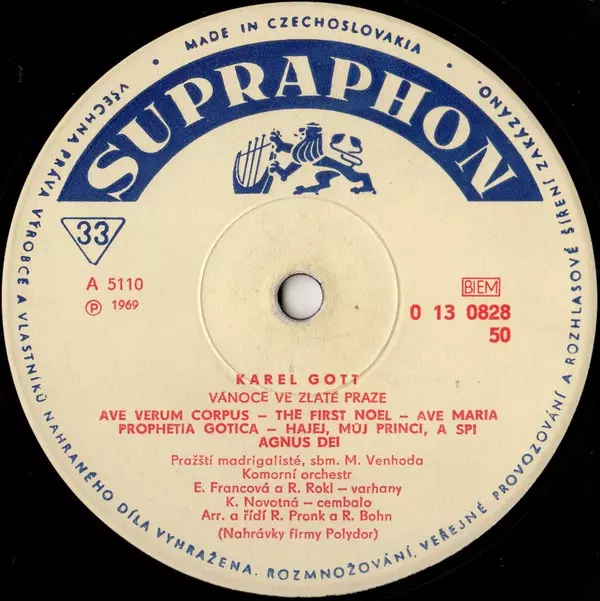 MADE IN CZECHOSLOVAKIA
SUPRAPHON
33
A 5110
Ⓟ 1969
BIEM
0 13 0828
50
KAREL GOTT
VÁNOCE VE ZLATÉ PRAZE
AVE VERUM CORPUS – THE FIRST NOEL – AVE MARIA
PROPHETIA GOTICA – HAJEJ, MŮJ PRINCI, A SPI
AGNUS DEI
Pražští madrigalisté, sbm. M. Venhoda
Komorní orchestr
E. Francová a R. Rokl – varhany
K. Novotná – cembalo
Arr. a řídí R. Pronk a R. Bohn
(Nahrávky firmy Polydor)
VŠECHNA PRÁVA VÝROBCE A VLASTNÍKŮ NAHRANÉHO DÍLA VYHRAŽENA. ROZMNOŽOVÁNÍ, VEŘEJNÉ PROVOZOVÁNÍ A ROZHLASOVÉ ŠÍŘENÍ ZAKÁZÁNO.